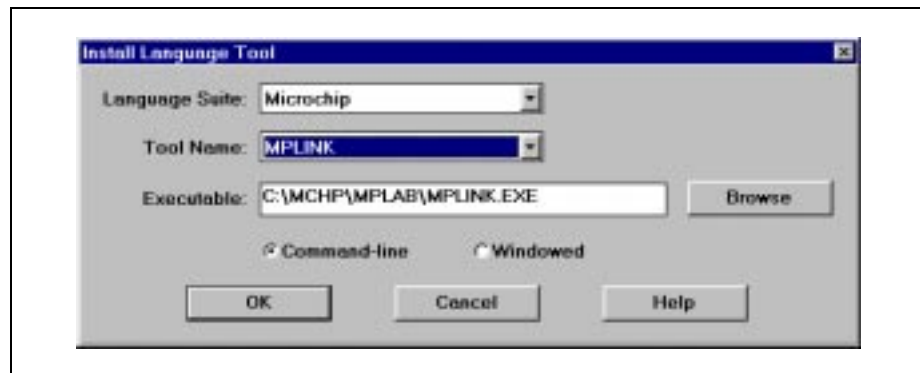 Install Language Tool
Language Suite: Microchip
Tool Name: MPLINK
Executable: C:\MCHP\MPLAB\MPLINK.EXE Browse
Command-line Windowed
OK Cancel Help